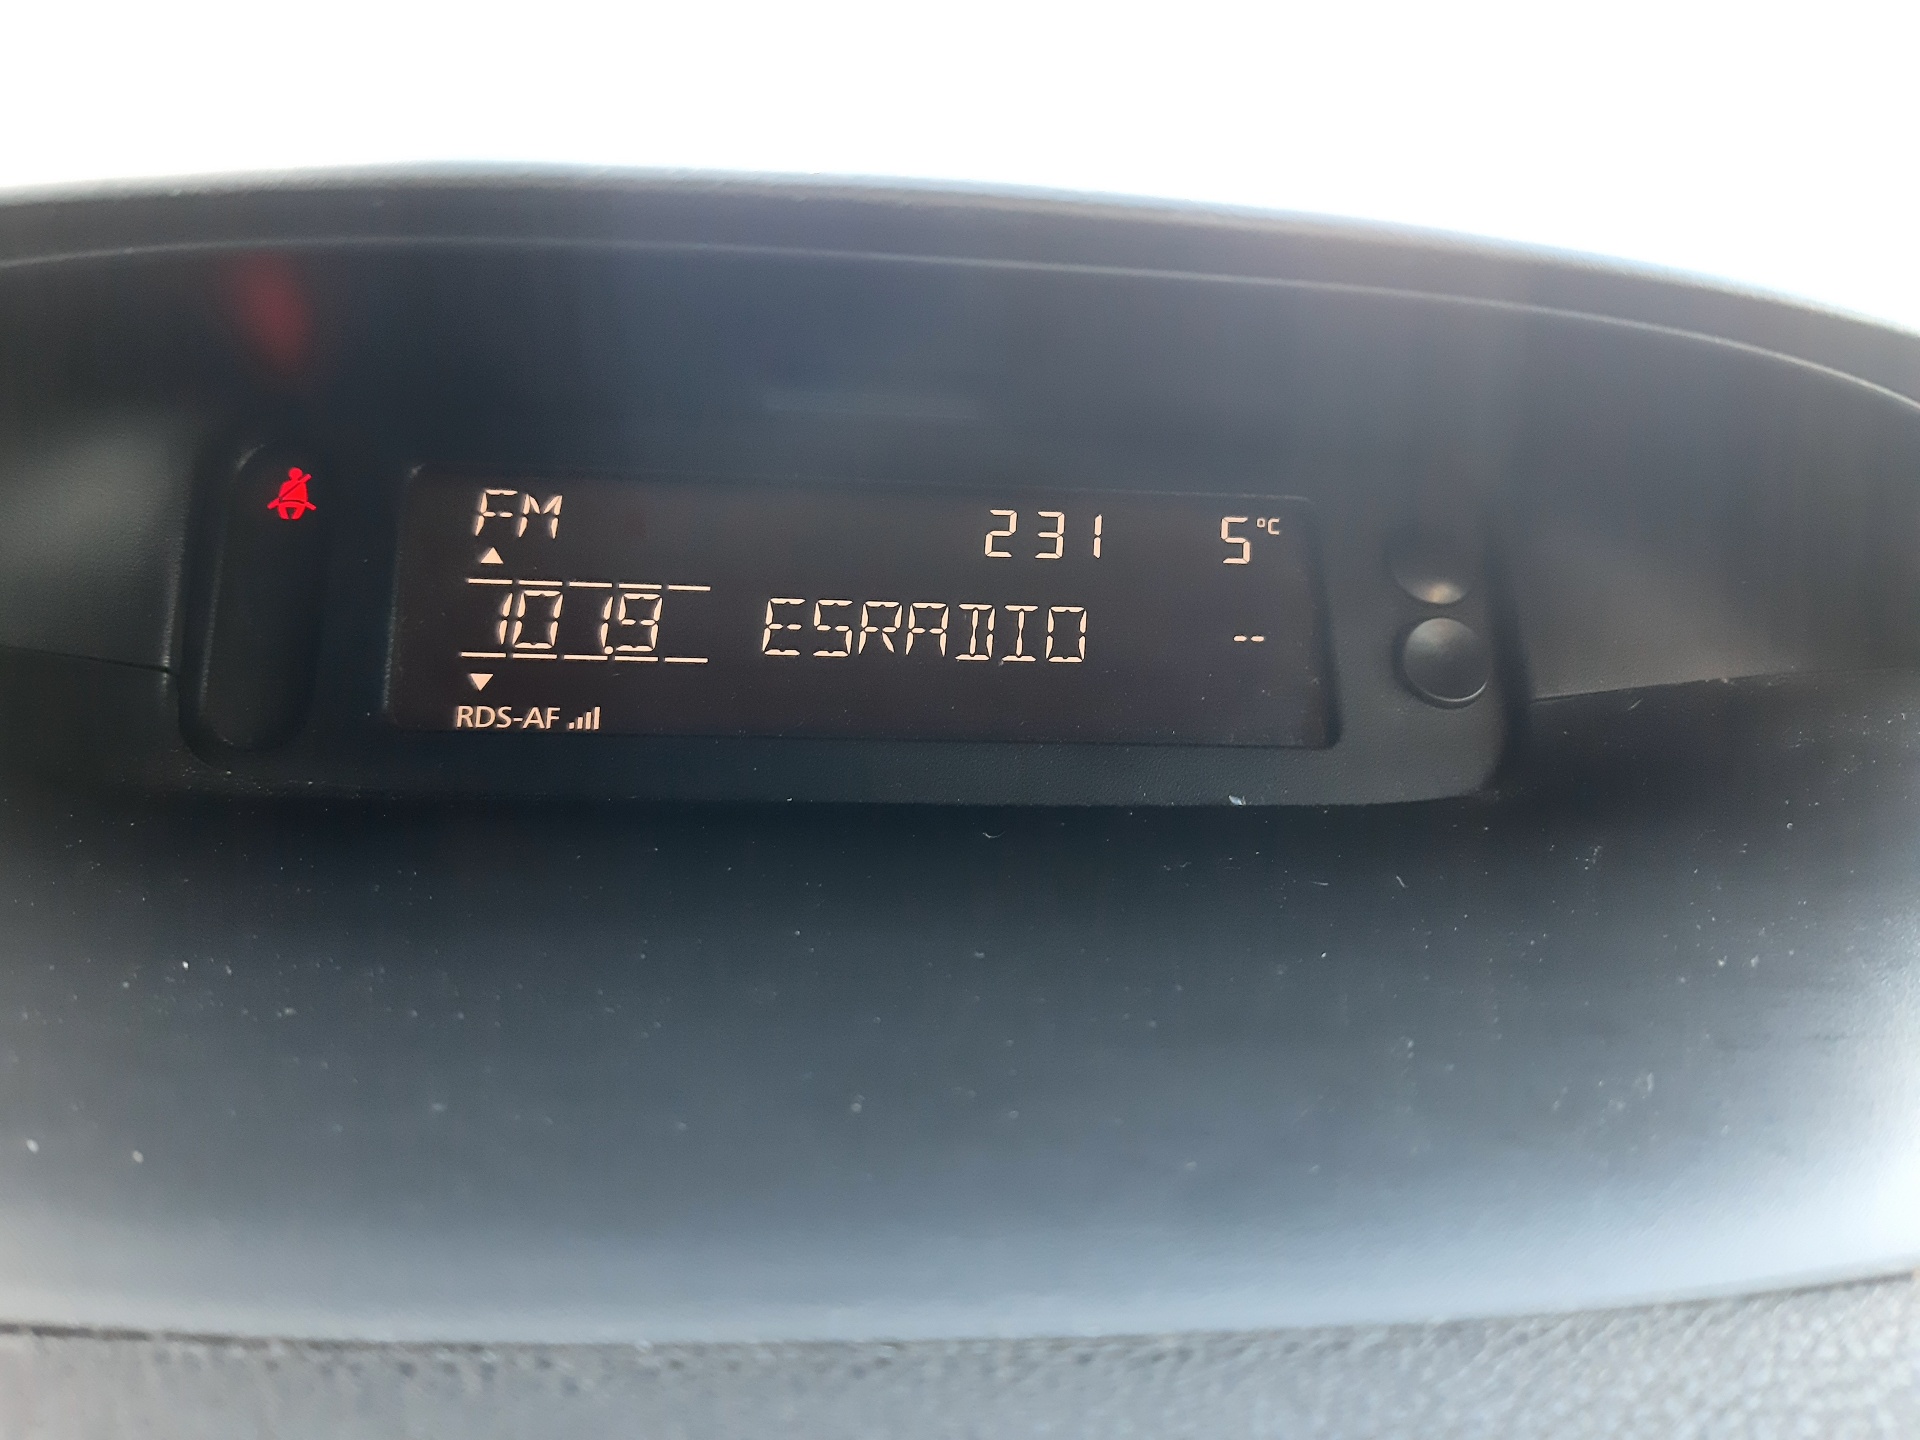 FM 231 5°C
101.9 ESRADIO --
RDS-AF